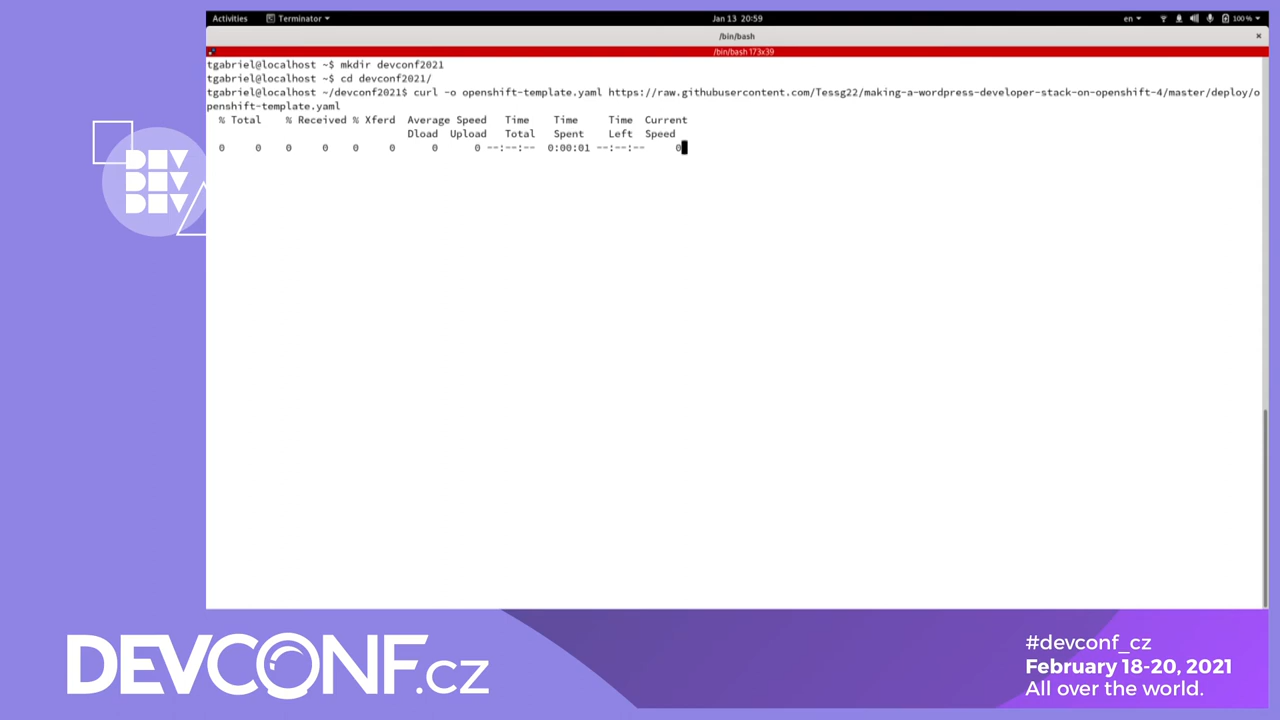 Activities Terminator Jan 13 20:59 en 100%
/bin/bash
/bin/bash 173x39
tgabriel@localhost ~$ mkdir devconf2021
tgabriel@localhost ~$ cd devconf2021/
tgabriel@localhost ~/devconf2021$ curl -o openshift-template.yaml https://raw.githubusercontent.com/Tessg22/making-a-wordpress-developer-stack-on-openshift-4/master/deploy/o
penshift-template.yaml
% Total % Received % Xferd Average Speed Time Time Time Current
Dload Upload Total Spent Left Speed
0 0 0 0 0 0 0 0 --:--:-- 0:00:01 --:--:-- 0
DEV
DEV
DEV
DEVCONF.cz
#devconf_cz
February 18-20, 2021
All over the world.